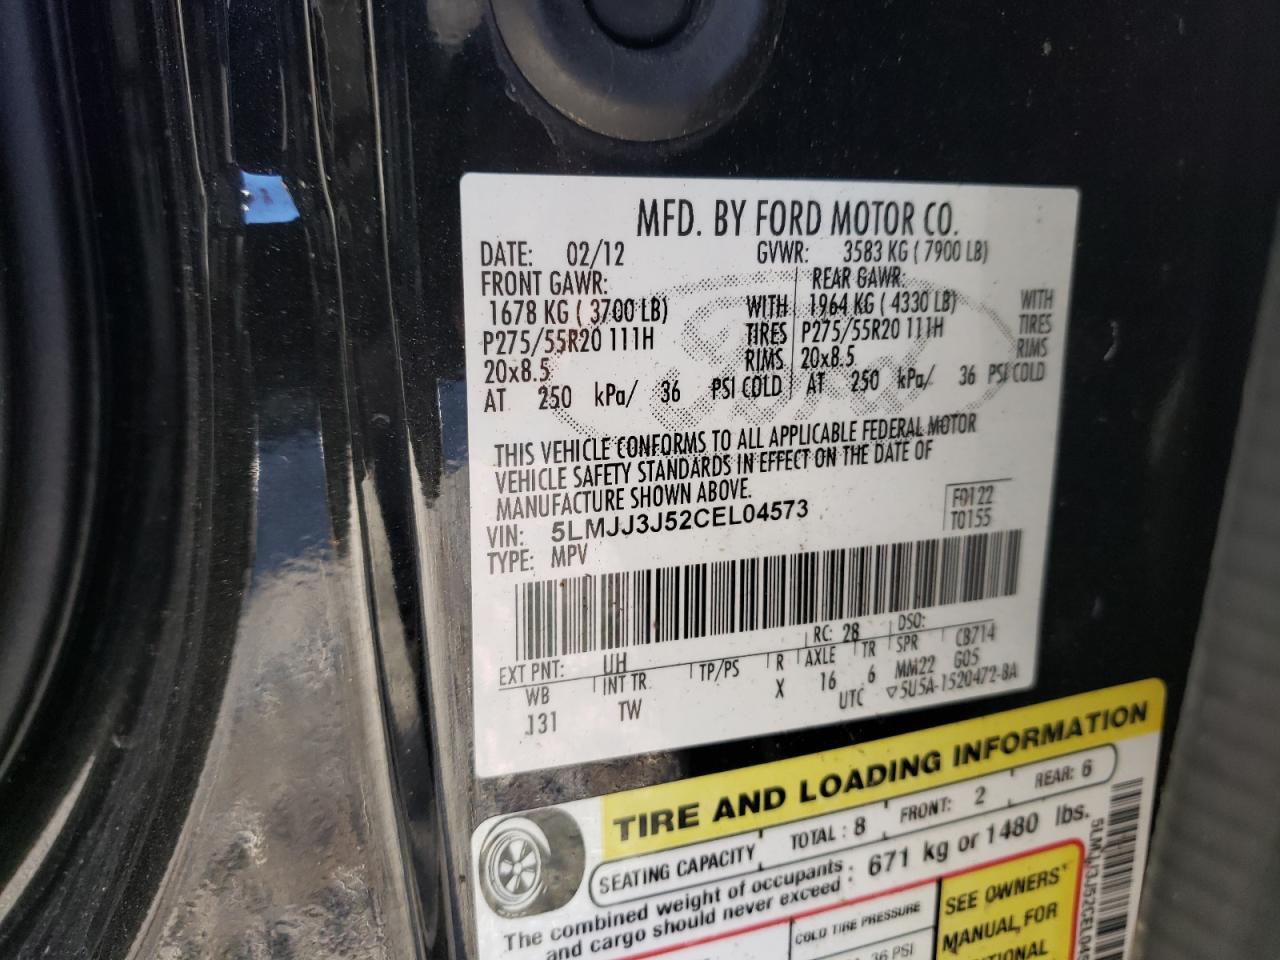 MFD. BY FORD MOTOR CO.
DATE: 02/12 GVWR: 3583 KG ( 7900 LB)
FRONT GAWR: REAR GAWR:
1678 KG ( 3700 LB) WITH 1964 KG ( 4330 LB) WITH
P275/55R20 111H TIRES P275/55R20 111H TIRES
20x8.5 RIMS 20x8.5 RIMS
AT 250 kPa/ 36 PSI COLD AT 250 kPa/ 36 PSI COLD
THIS VEHICLE CONFORMS TO ALL APPLICABLE FEDERAL MOTOR
VEHICLE SAFETY STANDARDS IN EFFECT ON THE DATE OF
MANUFACTURE SHOWN ABOVE.
VIN: 5LMJJ3J52CEL04573 F0122
TYPE: MPV T0155
EXT PNT: UH RC: 28 DSO:
WB INT TR TP/PS R AXLE TR SPR CB714
131 TW X 16 6 MM22 G05
UTC ▽5U5A-1520472-BA
TIRE AND LOADING INFORMATION
SEATING CAPACITY TOTAL : 8 FRONT: 2 REAR: 6
The combined weight of occupants
and cargo should never exceed : 671 kg or 1480 lbs.
COLD TIRE PRESSURE
36 PSI
SEE OWNERS
MANUAL FOR